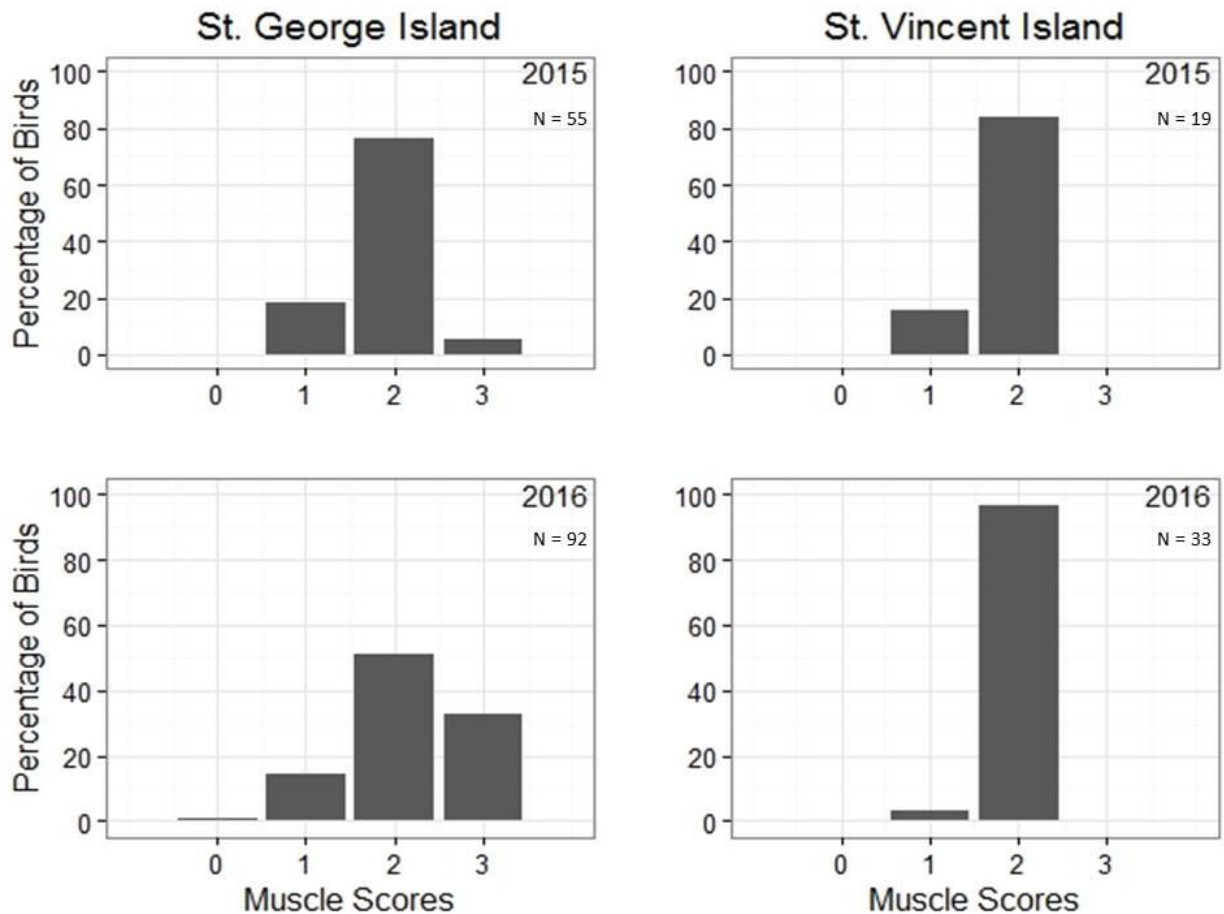 St. George Island
Percentage of Birds
100
80
60
40
20
0
2015
N = 55
0 1 2 3
St. Vincent Island
100
80
60
40
20
0
2015
N = 19
0 1 2 3
Percentage of Birds
100
80
60
40
20
0
2016
N = 92
0 1 2 3
Muscle Scores
100
80
60
40
20
0
2016
N = 33
0 1 2 3
Muscle Scores